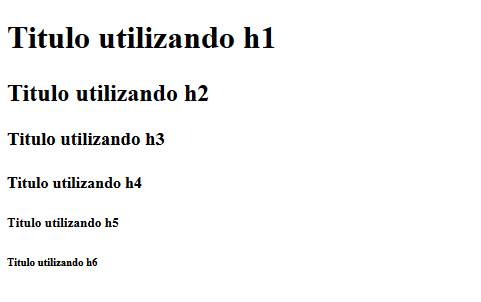 Titulo utilizando h1
Titulo utilizando h2
Titulo utilizando h3
Titulo utilizando h4
Titulo utilizando h5
Titulo utilizando h6